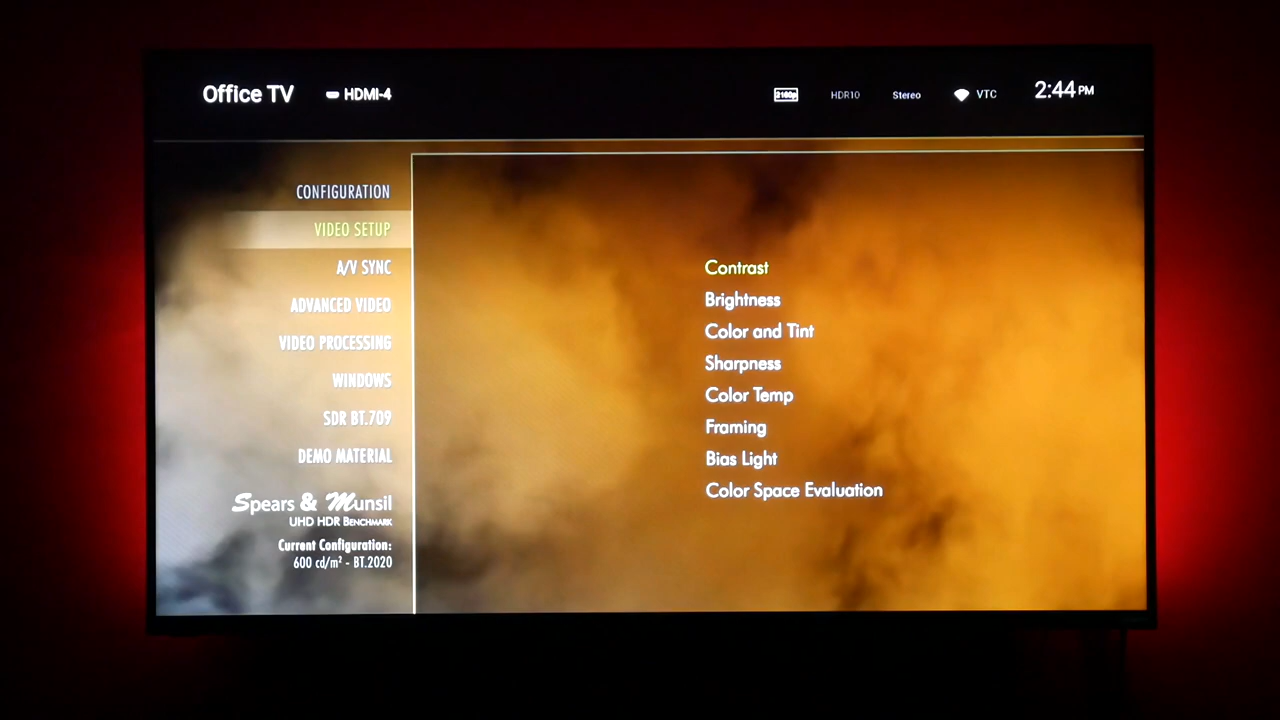 Office TV HDMI-4 2160p HDR10 Stereo VTC 2:44 PM
CONFIGURATION
VIDEO SETUP
A/V SYNC
ADVANCED VIDEO
VIDEO PROCESSING
WINDOWS
SDR BT.709
DEMO MATERIAL
Spears & Munsil
UHD HDR BENCHMARK
Current Configuration:
600 cd/m² - BT.2020
Contrast
Brightness
Color and Tint
Sharpness
Color Temp
Framing
Bias Light
Color Space Evaluation